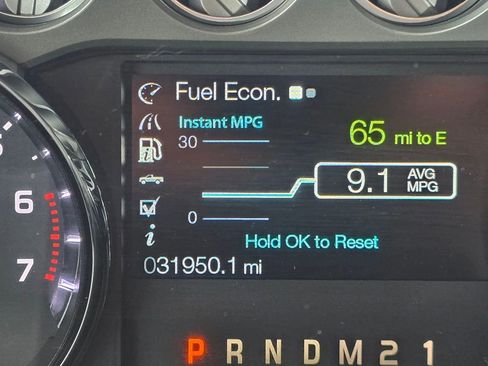 Fuel Econ.
Instant MPG
30
65 mi to E
9.1 AVG MPG
0
Hold OK to Reset
031950.1 mi
6
7
P R N D M 2 1